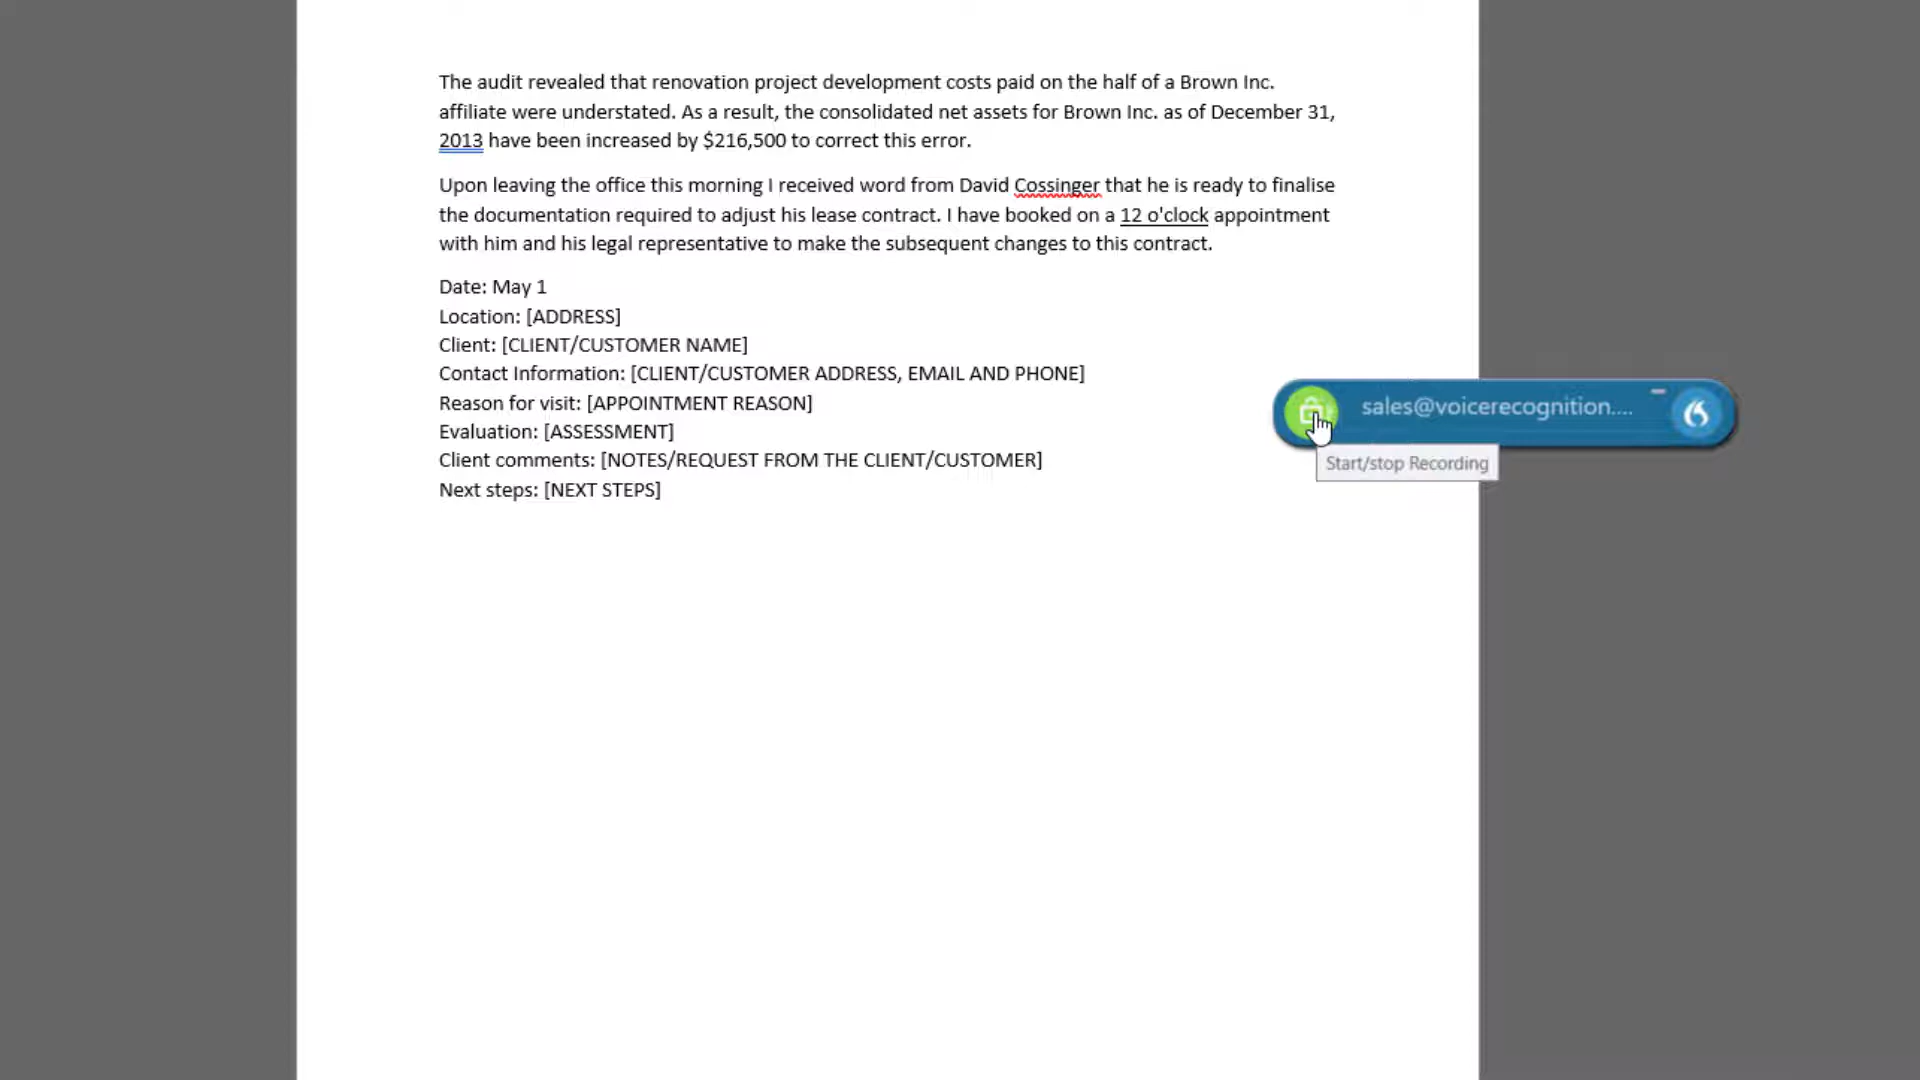 The audit revealed that renovation project development costs paid on the half of a Brown Inc.
affiliate were understated. As a result, the consolidated net assets for Brown Inc. as of December 31,
2013 have been increased by $216,500 to correct this error.
Upon leaving the office this morning I received word from David Cossinger that he is ready to finalise
the documentation required to adjust his lease contract. I have booked on a 12 o'clock appointment
with him and his legal representative to make the subsequent changes to this contract.
Date: May 1
Location: [ADDRESS]
Client: [CLIENT/CUSTOMER NAME]
Contact Information: [CLIENT/CUSTOMER ADDRESS, EMAIL AND PHONE]
Reason for visit: [APPOINTMENT REASON]
Evaluation: [ASSESSMENT]
Client comments: [NOTES/REQUEST FROM THE CLIENT/CUSTOMER]
Next steps: [NEXT STEPS]
sales@voicerecognition....
Start/stop Recording